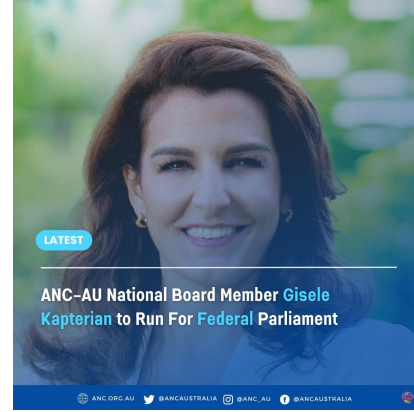 LATEST
ANC-AU National Board Member Gisele
Kapterian to Run For Federal Parliament
ANC.ORG.AU @ANCAUSTRALIA @ANC_AU @ANCAUSTRALIA